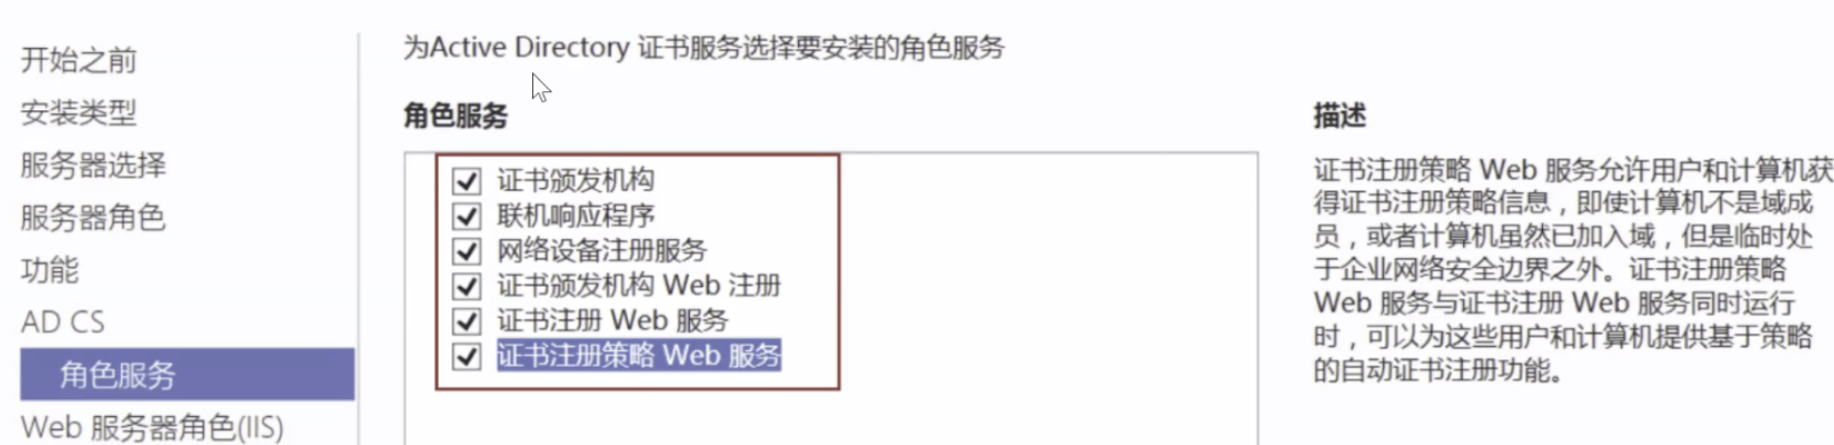 开始之前
安装类型
服务器选择
服务器角色
功能
AD CS
角色服务
Web 服务器角色(IIS)
为Active Directory 证书服务选择要安装的角色服务
角色服务
证书颁发机构
联机响应程序
网络设备注册服务
证书颁发机构 Web 注册
证书注册 Web 服务
证书注册策略 Web 服务
描述
证书注册策略 Web 服务允许用户和计算机获
得证书注册策略信息，即使计算机不是域成
员，或者计算机虽然已加入域，但是临时处
于企业网络安全边界之外。证书注册策略
Web 服务与证书注册 Web 服务同时运行
时，可以为这些用户和计算机提供基于策略
的自动证书注册功能。